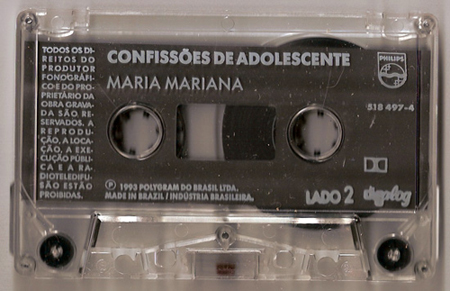 TODOS OS DI-
REITOS DO
PRODUTOR
FONOGRÁFI-
CO E DO PRO-
PRIETÁRIO DA
OBRA GRAVA-
DA SÃO RE-
SERVADOS. A
REPRODU-
ÇÃO, A LOCA-
ÇÃO, A EXE-
CUÇÃO PÚBLI-
CA E A RA-
DIOTELEDIFU-
SÃO ESTÃO
PROIBIDAS.
CONFISSÕES DE ADOLESCENTE
MARIA MARIANA
PHILIPS
518 497-4
Ⓟ 1993 POLYGRAM DO BRASIL LTDA.
MADE IN BRAZIL / INDÚSTRIA BRASILEIRA.
LADO 2
digalog